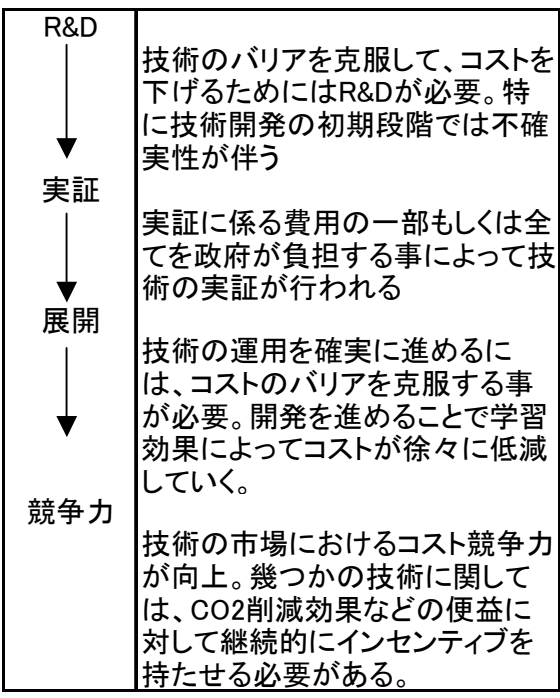 R&D
技術のバリアを克服して、コストを
下げるためにはR&Dが必要。特
に技術開発の初期段階では不確
実性が伴う
実証
実証に係る費用の一部もしくは全
てを政府が負担する事によって技
術の実証が行われる
展開
技術の運用を確実に進めるに
は、コストのバリアを克服する事
が必要。開発を進めることで学習
効果によってコストが徐々に低減
していく。
競争力
技術の市場におけるコスト競争力
が向上。幾つかの技術に関して
は、CO2削減効果などの便益に
対して継続的にインセンティブを
持たせる必要がある。